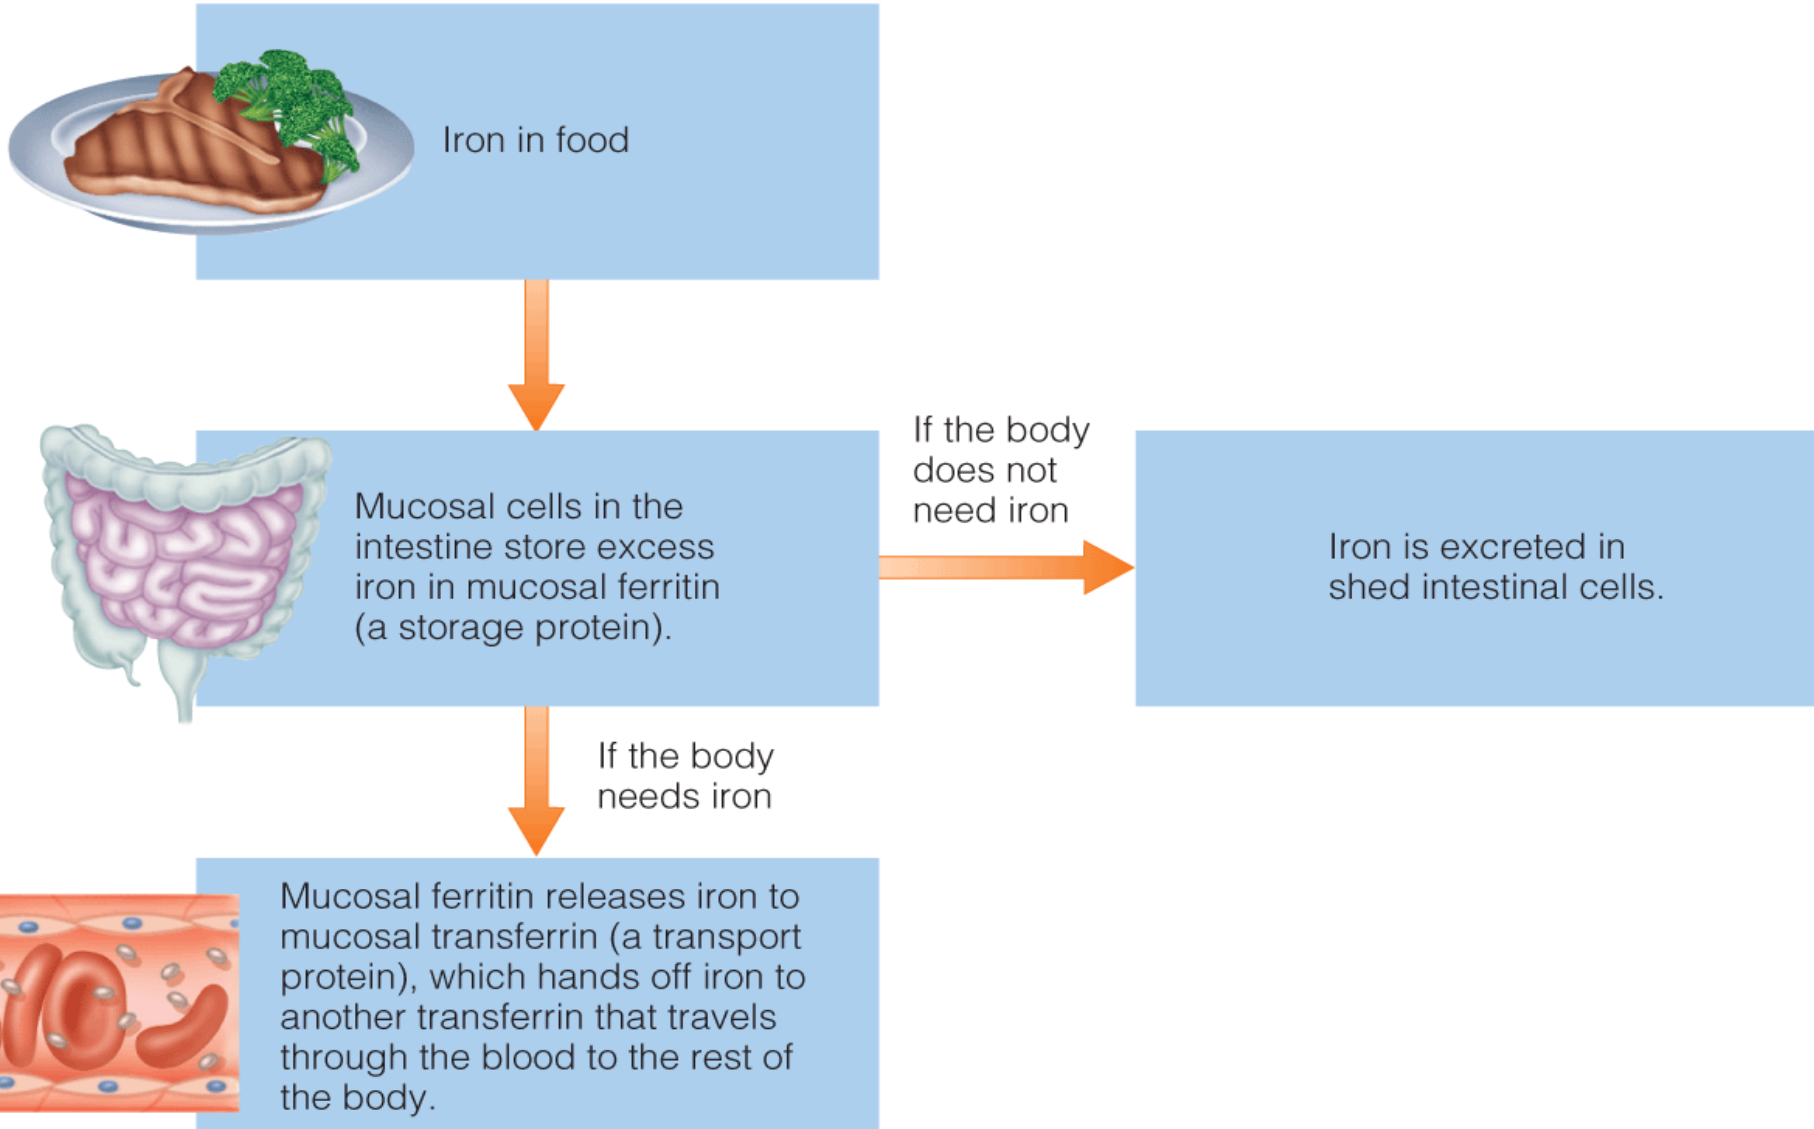 Iron in food
Mucosal cells in the
intestine store excess
iron in mucosal ferritin
(a storage protein).
If the body
does not
need iron
Iron is excreted in
shed intestinal cells.
If the body
needs iron
Mucosal ferritin releases iron to
mucosal transferrin (a transport
protein), which hands off iron to
another transferrin that travels
through the blood to the rest of
the body.